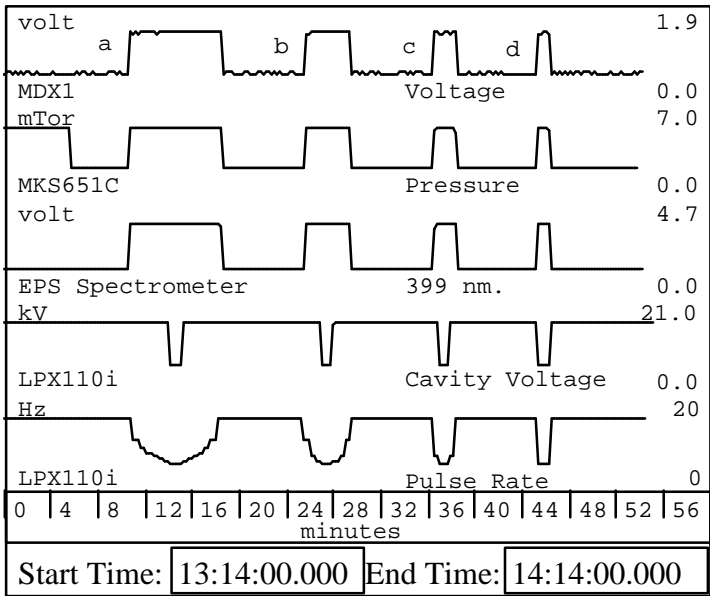 volt 1.9
a b c d
MDX1 Voltage 0.0
mTor 7.0
MKS651C Pressure 0.0
volt 4.7
EPS Spectrometer 399 nm. 0.0
kV 21.0
LPX110i Cavity Voltage 0.0
Hz 20
LPX110i Pulse Rate 0
0 4 8 12 16 20 24 28 32 36 40 44 48 52 56
minutes
Start Time: 13:14:00.000 End Time: 14:14:00.000